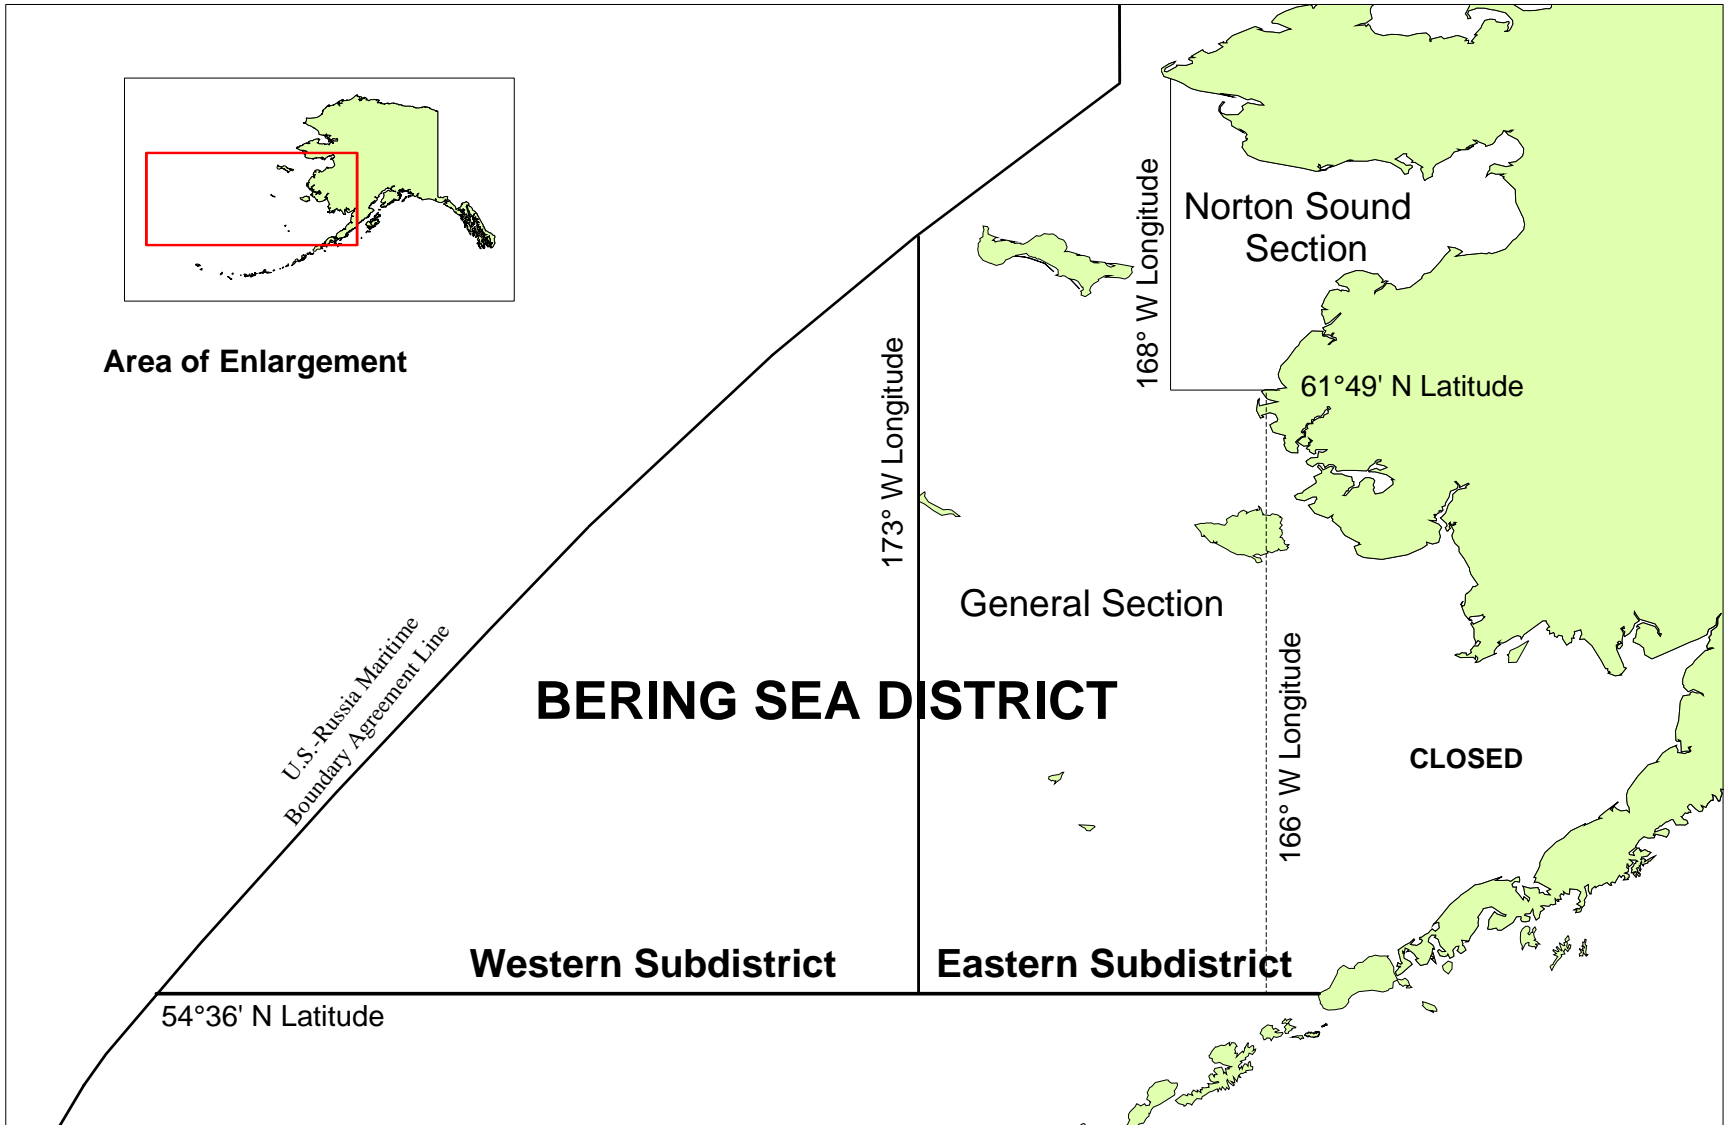 Area of Enlargement
Norton Sound
Section
168° W Longitude
61°49' N Latitude
173° W Longitude
General Section
U.S.-Russia Maritime
Boundary Agreement Line
BERING SEA DISTRICT
166° W Longitude
CLOSED
Western Subdistrict
Eastern Subdistrict
54°36' N Latitude